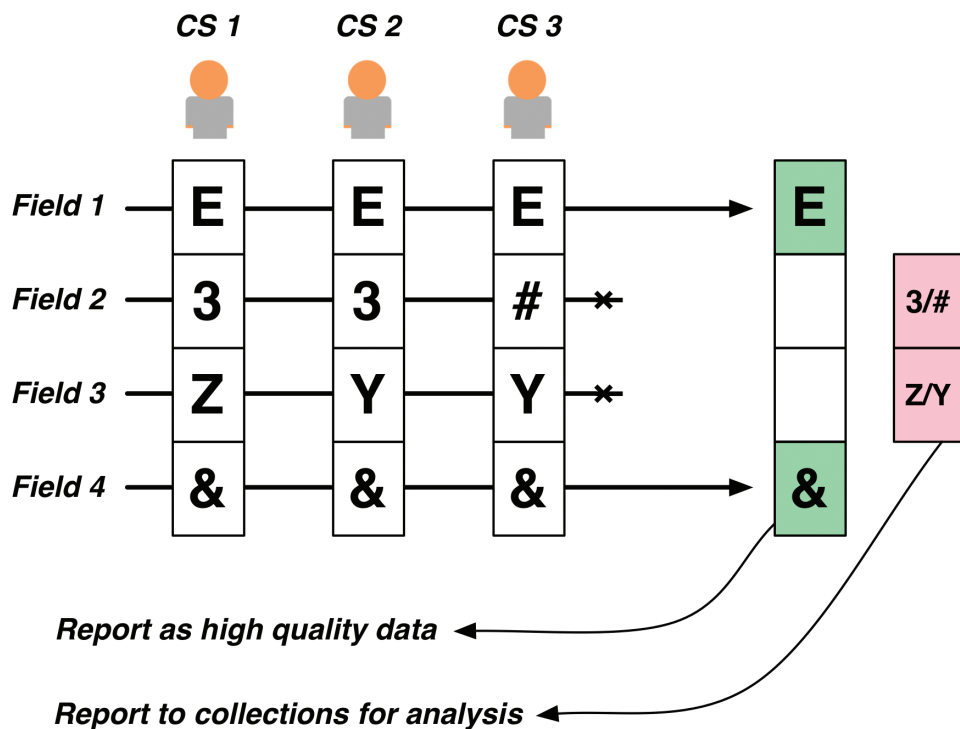 CS 1 CS 2 CS 3
Field 1 E E E E
Field 2 3 3 # 3/#
Field 3 Z Y Y Z/Y
Field 4 & & & &
Report as high quality data
Report to collections for analysis